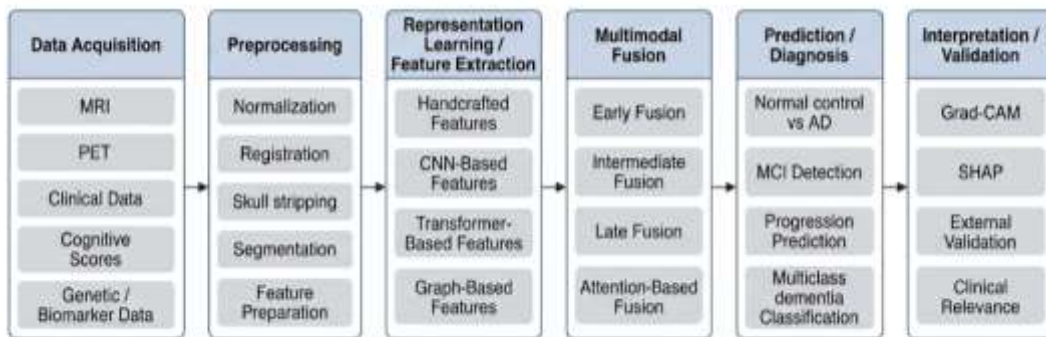 Data Acquisition
MRI
PET
Clinical Data
Cognitive
Scores
Genetic /
Biomarker Data
Preprocessing
Normalization
Registration
Skull stripping
Segmentation
Feature
Preparation
Representation
Learning /
Feature Extraction
Handcrafted
Features
CNN-Based
Features
Transformer-
Based Features
Graph-Based
Features
Multimodal
Fusion
Early Fusion
Intermediate
Fusion
Late Fusion
Attention-Based
Fusion
Prediction /
Diagnosis
Normal control
vs AD
MCI Detection
Progression
Prediction
Multiclass
dementia
Classification
Interpretation /
Validation
Grad-CAM
SHAP
External
Validation
Clinical
Relevance